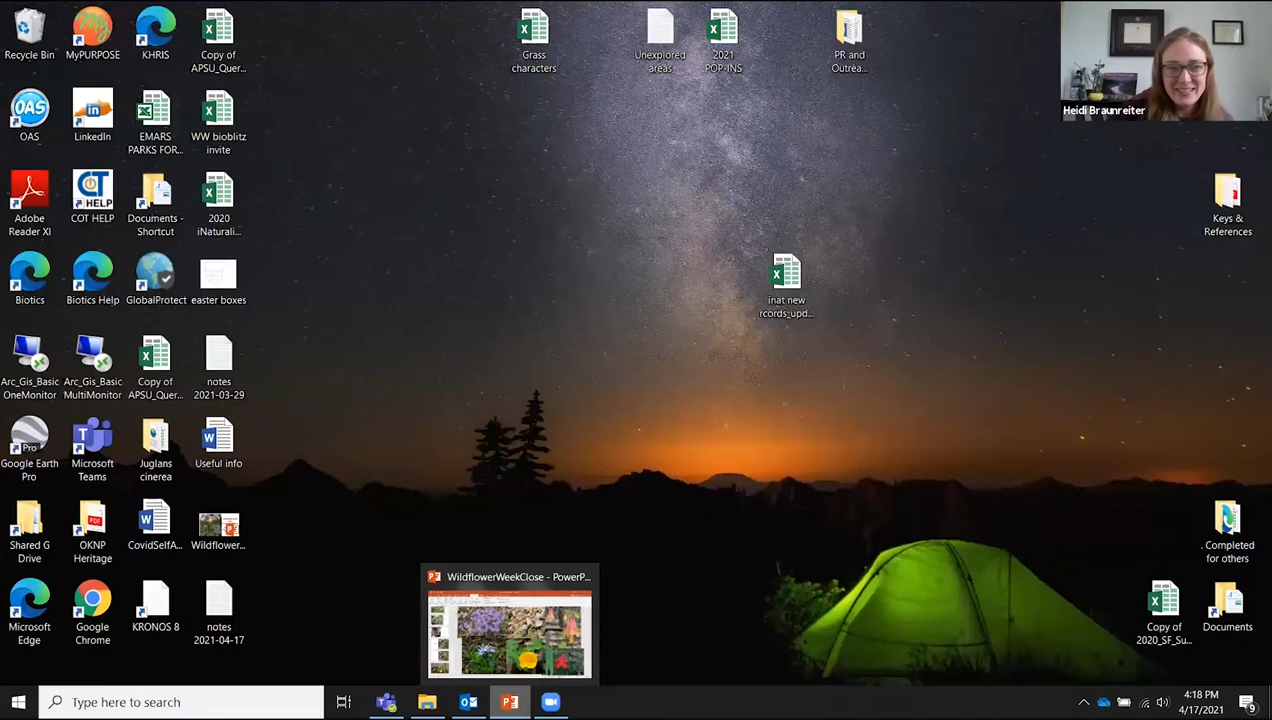 Recycle Bin
MyPURPOSE
KHRIS
Copy of
APSU_Quer...
Grass
characters
Unexplored
areas
2021
POP-INS
PR and
Outrea...
Heidi Braunreiter
OAS
LinkedIn
EMARS
PARKS FOR...
WW bioblitz
invite
Adobe
Reader XI
COT HELP
Documents -
Shortcut
2020
iNaturali...
Keys &
References
Biotics
Biotics Help
GlobalProtect
easter boxes
inat new
rcords_upd...
Arc_Gis_Basic
OneMonitor
Arc_Gis_Basic
MultiMonitor
Copy of
APSU_Quer...
notes
2021-03-29
Google Earth
Pro
Microsoft
Teams
Juglans
cinerea
Useful info
Shared G
Drive
OKNP
Heritage
CovidSelfA...
Wildflower...
. Completed
for others
WildflowerWeekClose - PowerP...
Microsoft
Edge
Google
Chrome
KRONOS 8
notes
2021-04-17
Copy of
2020_SF_Su...
Documents
Type here to search
4:18 PM
4/17/2021
9